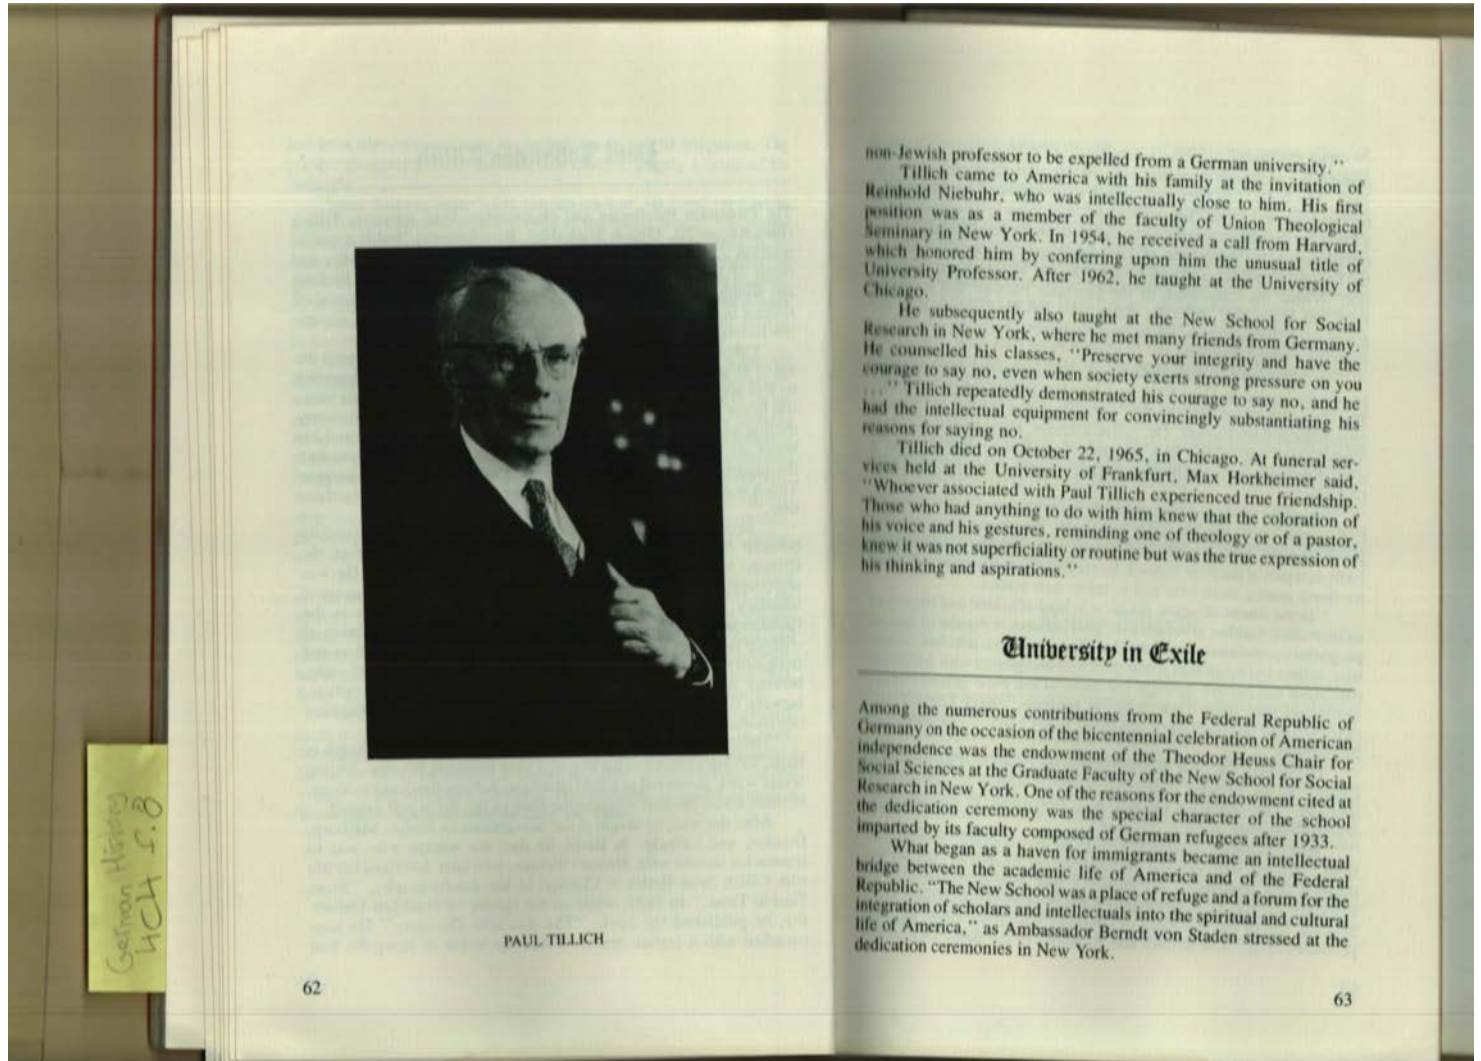 German History
4CH 5.8
PAUL TILLICH
62
non-Jewish professor to be expelled from a German university.''
Tillich came to America with his family at the invitation of
Reinhold Niebuhr, who was intellectually close to him. His first
position was as a member of the faculty of Union Theological
Seminary in New York. In 1954, he received a call from Harvard,
which honored him by conferring upon him the unusual title of
University Professor. After 1962, he taught at the University of
Chicago.
He subsequently also taught at the New School for Social
Research in New York, where he met many friends from Germany.
He counselled his classes, ''Preserve your integrity and have the
courage to say no, even when society exerts strong pressure on you
. . .'' Tillich repeatedly demonstrated his courage to say no, and he
had the intellectual equipment for convincingly substantiating his
reasons for saying no.
Tillich died on October 22, 1965, in Chicago. At funeral ser-
vices held at the University of Frankfurt, Max Horkheimer said,
''Whoever associated with Paul Tillich experienced true friendship.
Those who had anything to do with him knew that the coloration of
his voice and his gestures, reminding one of theology or of a pastor,
knew it was not superficiality or routine but was the true expression of
his thinking and aspirations.''
University in Exile
Among the numerous contributions from the Federal Republic of
Germany on the occasion of the bicentennial celebration of American
independence was the endowment of the Theodor Heuss Chair for
Social Sciences at the Graduate Faculty of the New School for Social
Research in New York. One of the reasons for the endowment cited at
the dedication ceremony was the special character of the school
imparted by its faculty composed of German refugees after 1933.
What began as a haven for immigrants became an intellectual
bridge between the academic life of America and of the Federal
Republic. "The New School was a place of refuge and a forum for the
integration of scholars and intellectuals into the spiritual and cultural
life of America," as Ambassador Berndt von Staden stressed at the
dedication ceremonies in New York.
63